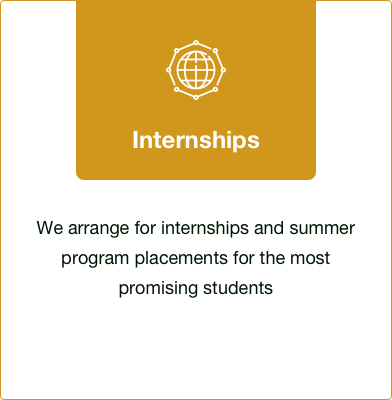 Internships
We arrange for internships and summer
program placements for the most
promising students